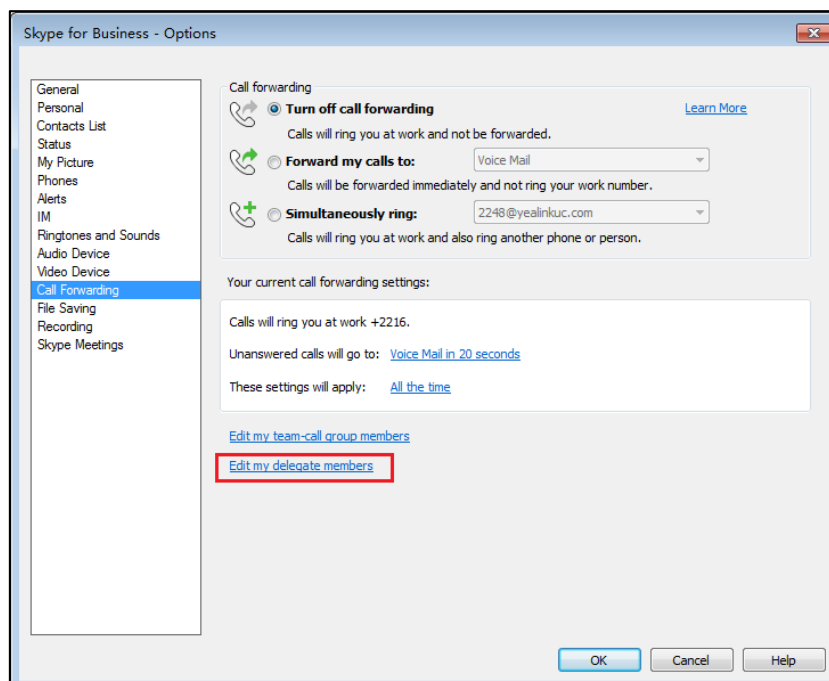 Skype for Business - Options
General
Personal
Contacts List
Status
My Picture
Phones
Alerts
IM
Ringtones and Sounds
Audio Device
Video Device
Call Forwarding
File Saving
Recording
Skype Meetings
Call forwarding
Turn off call forwarding
Learn More
Calls will ring you at work and not be forwarded.
Forward my calls to:
Voice Mail
Calls will be forwarded immediately and not ring your work number.
Simultaneously ring:
2248@yealinkuc.com
Calls will ring you at work and also ring another phone or person.
Your current call forwarding settings:
Calls will ring you at work +2216.
Unanswered calls will go to: Voice Mail in 20 seconds
These settings will apply: All the time
Edit my team-call group members
Edit my delegate members
OK
Cancel
Help